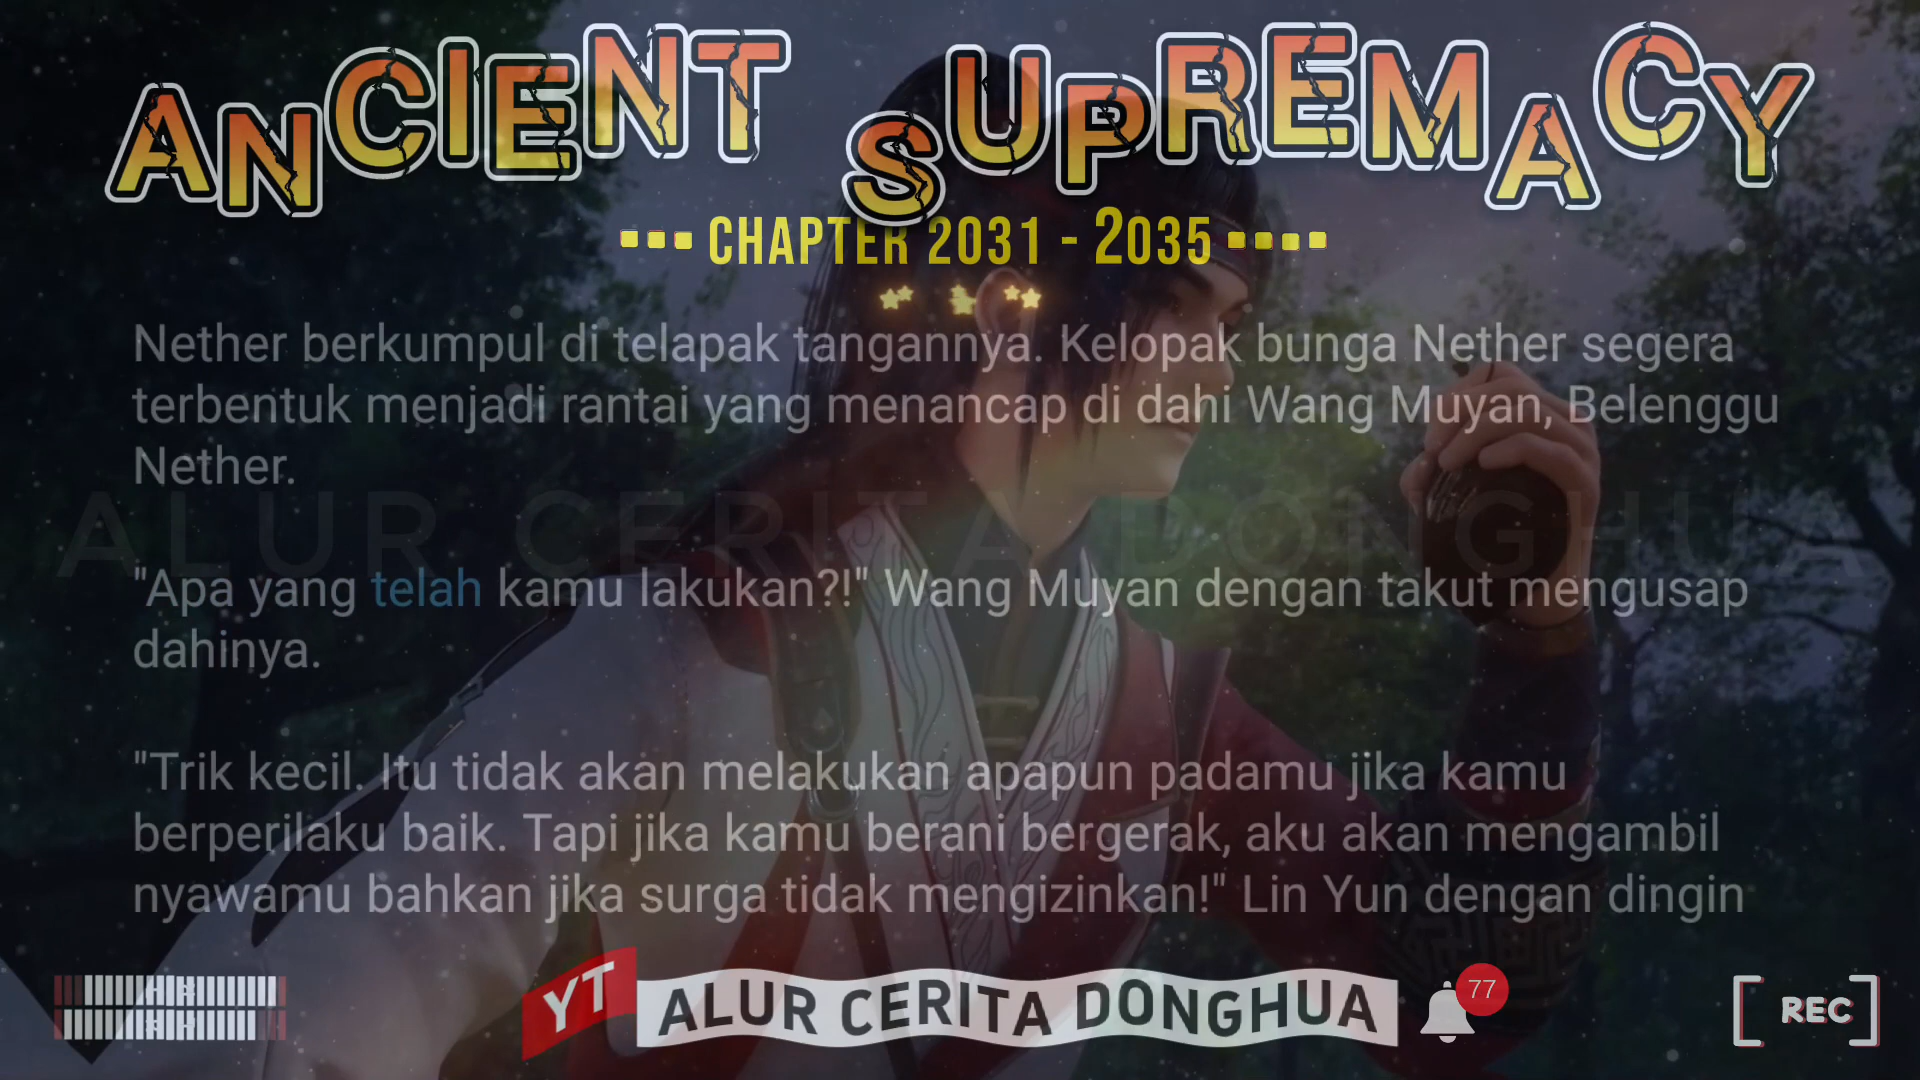 ANCIENT SUPREMACY
CHAPTER 2031 - 2035
Nether berkumpul di telapak tangannya. Kelopak bunga Nether segera
terbentuk menjadi rantai yang menancap di dahi Wang Muyan, Belenggu
Nether.
ALUR CERITA DONGHU
"Apa yang telah kamu lakukan?!" Wang Muyan dengan takut mengusap
dahinya.
"Trik kecil. Itu tidak akan melakukan apapun padamu jika kamu
berperilaku baik. Tapi jika kamu berani bergerak, aku akan mengambil
nyawamu bahkan jika surga tidak mengizinkan!" Lin Yun dengan dingin
YT ALUR CERITA DONGHUA
77
REC